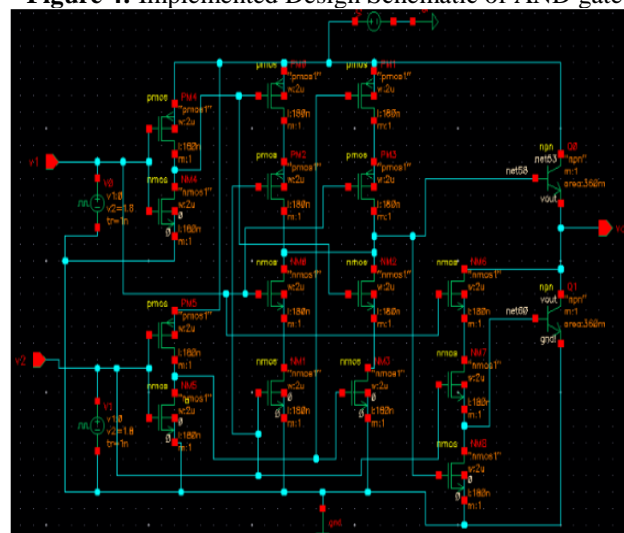 Figure 4. Implemented Design Schematic of AND gate
pmos PM4
"pmos1"
w:2u
l:180n
m:1
"pmos1"
w:2u
l:180n
m:1
pmos PM1
"pmos1"
w:2u
l:180n
m:1
v1
V0
v1:0
v2=1.8
tr=1n
NM4
"nmos1"
w:2u
l:180n
m:1
pmos PM2
"pmos1"
w:2u
l:180n
m:1
pmos PM3
"pmos1"
w:2u
l:180n
m:1
npn Q0
net53
"npn"
net58
m:1
area:360m
vout
nmos
"nmos1"
w:2u
l:180n
m:1
nmos NM2
"nmos1"
w:2u
l:180n
m:1
nmos NM6
"nmos1"
w:2u
l:180n
m:1
npn Q1
vout
"npn"
net60
m:1
area:360m
gnd!
pmos PM5
"pmos1"
w:2u
l:180n
m:1
v2
V1
v1:0
v2=1.8
tr=1n
nmos NM5
"nmos1"
w:2u
l:180n
m:1
nmos NM1
"nmos1"
w:2u
l:180n
m:1
nmos NM3
"nmos1"
w:2u
l:180n
m:1
nmos NM7
"nmos1"
w:2u
l:180n
m:1
nmos
"nmos1"
w:2u
l:180n
m:1